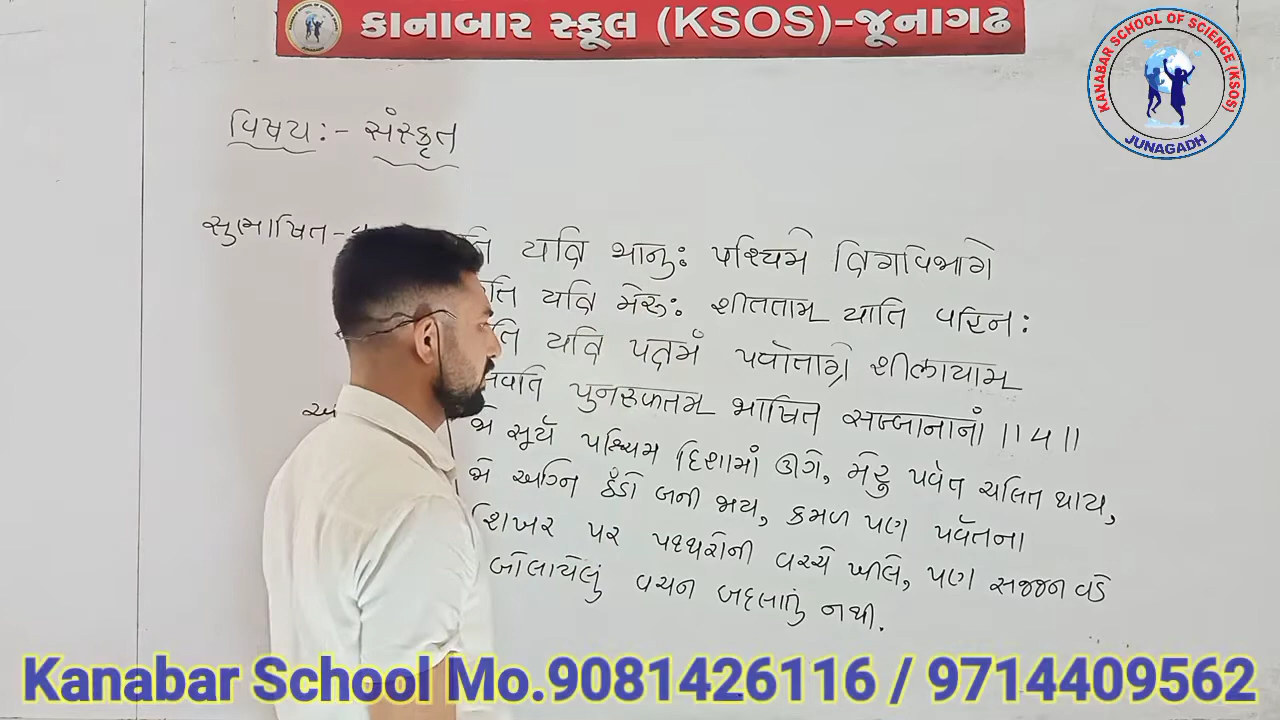 કાનાબાર સ્કૂલ (KSOS)-જૂનાગઢ
KANABAR SCHOOL OF SCIENCE (KSOS)
JUNAGADH
વિષય :- સંસ્કૃત
સુભાષિત - યદિ ભાનુઃ પશ્ચિમે દિગવિભાગે
યદિ મેરુઃ શીતતામ યાતિ વહિનઃ
યદિ પદમં પર્વતાગ્રે શીલાયામ
પુનરુક્તમ ભાષિત સજ્જનાનાં ||૫||
જો સૂર્ય પશ્ચિમ દિશામાં ઊગે, મેરુ પર્વત ચલિત થાય,
જો અગ્નિ ઠંડો બની જાય, કમળ પણ પર્વતના
શિખર પર પથ્થરોની વચ્ચે ખીલે, પણ સજ્જન વડે
બોલાયેલું વચન બદલાતું નથી.
Kanabar School Mo.9081426116 / 9714409562